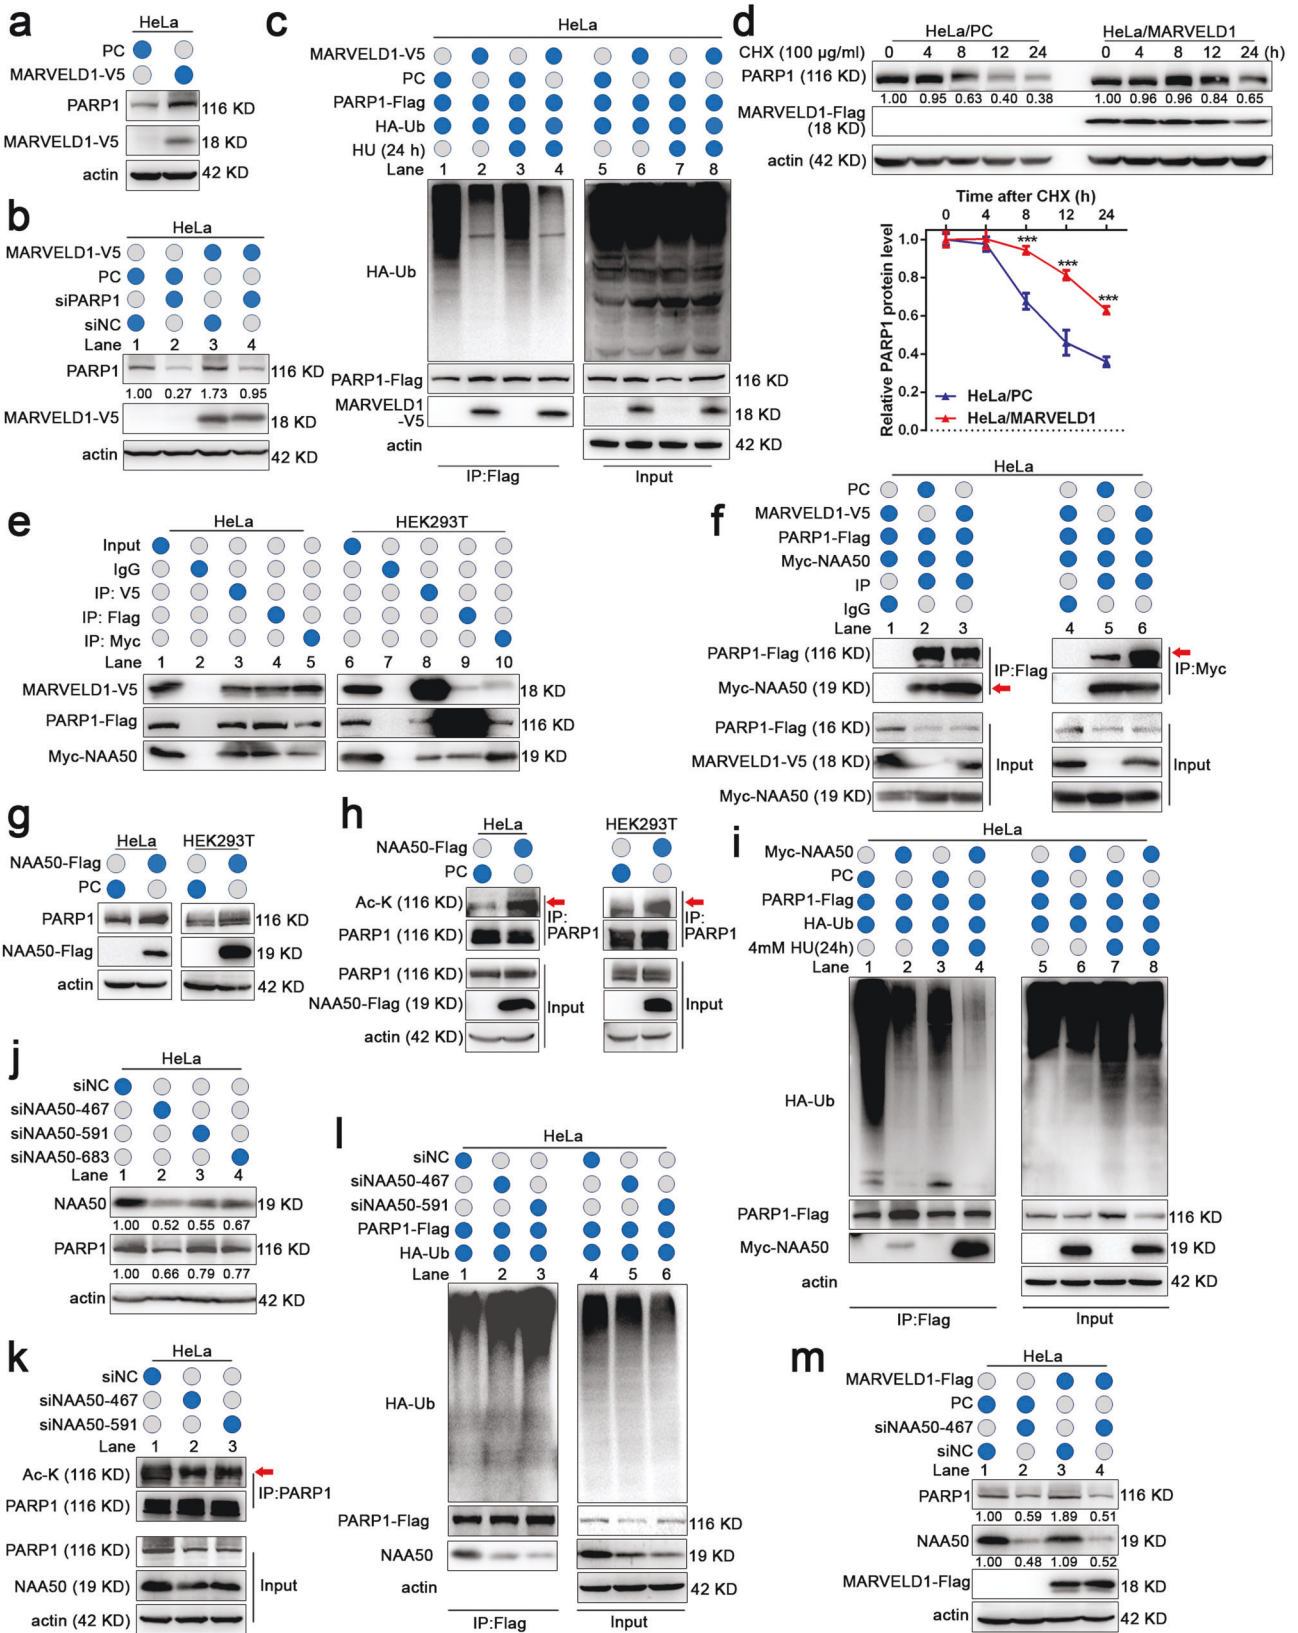 a
HeLa
PC
MARVELD1-V5
PARP1
116 KD
MARVELD1-V5
18 KD
actin
42 KD
b
HeLa
MARVELD1-V5
PC
siPARP1
siNC
Lane 1 2 3 4
PARP1
116 KD
1.00 0.27 1.73 0.95
MARVELD1-V5
18 KD
actin
42 KD
c
HeLa
MARVELD1-V5
PC
PARP1-Flag
HA-Ub
HU (24 h)
Lane 1 2 3 4 5 6 7 8
HA-Ub
PARP1-Flag
116 KD
MARVELD1
-V5
18 KD
actin
42 KD
IP:Flag
Input
d
HeLa/PC
HeLa/MARVELD1
CHX (100 µg/ml) 0 4 8 12 24 0 4 8 12 24 (h)
PARP1 (116 KD)
1.00 0.95 0.63 0.40 0.38 1.00 0.96 0.96 0.84 0.65
MARVELD1-Flag
(18 KD)
actin (42 KD)
Time after CHX (h)
0 4 8 12 24
Relative PARP1 protein level
1.0
0.8
0.6
0.4
0.2
0.0
***
***
***
HeLa/PC
HeLa/MARVELD1
e
HeLa
HEK293T
Input
IgG
IP: V5
IP: Flag
IP: Myc
Lane 1 2 3 4 5 6 7 8 9 10
MARVELD1-V5
18 KD
PARP1-Flag
116 KD
Myc-NAA50
19 KD
f
HeLa
PC
MARVELD1-V5
PARP1-Flag
Myc-NAA50
IP
IgG
Lane 1 2 3 4 5 6
PARP1-Flag (116 KD)
IP:Flag
IP:Myc
Myc-NAA50 (19 KD)
PARP1-Flag (16 KD)
MARVELD1-V5 (18 KD)
Input
Input
Myc-NAA50 (19 KD)
g
HeLa
HEK293T
NAA50-Flag
PC
PARP1
116 KD
NAA50-Flag
19 KD
actin
42 KD
h
HeLa
HEK293T
NAA50-Flag
PC
Ac-K (116 KD)
IP:
PARP1
IP:
PARP1
PARP1 (116 KD)
PARP1 (116 KD)
NAA50-Flag (19 KD)
Input
Input
actin (42 KD)
i
HeLa
Myc-NAA50
PC
PARP1-Flag
HA-Ub
4mM HU(24h)
Lane 1 2 3 4 5 6 7 8
HA-Ub
PARP1-Flag
116 KD
Myc-NAA50
19 KD
actin
42 KD
IP:Flag
Input
j
HeLa
siNC
siNAA50-467
siNAA50-591
siNAA50-683
Lane 1 2 3 4
NAA50
19 KD
1.00 0.52 0.55 0.67
PARP1
116 KD
1.00 0.66 0.79 0.77
actin
42 KD
k
HeLa
siNC
siNAA50-467
siNAA50-591
Lane 1 2 3
Ac-K (116 KD)
IP:PARP1
PARP1 (116 KD)
PARP1 (116 KD)
NAA50 (19 KD)
Input
actin (42 KD)
l
HeLa
siNC
siNAA50-467
siNAA50-591
PARP1-Flag
HA-Ub
Lane 1 2 3 4 5 6
HA-Ub
PARP1-Flag
116 KD
NAA50
19 KD
actin
42 KD
IP:Flag
Input
m
HeLa
MARVELD1-Flag
PC
siNAA50-467
siNC
Lane 1 2 3 4
PARP1
116 KD
1.00 0.59 1.89 0.51
NAA50
19 KD
1.00 0.48 1.09 0.52
MARVELD1-Flag
18 KD
actin
42 KD